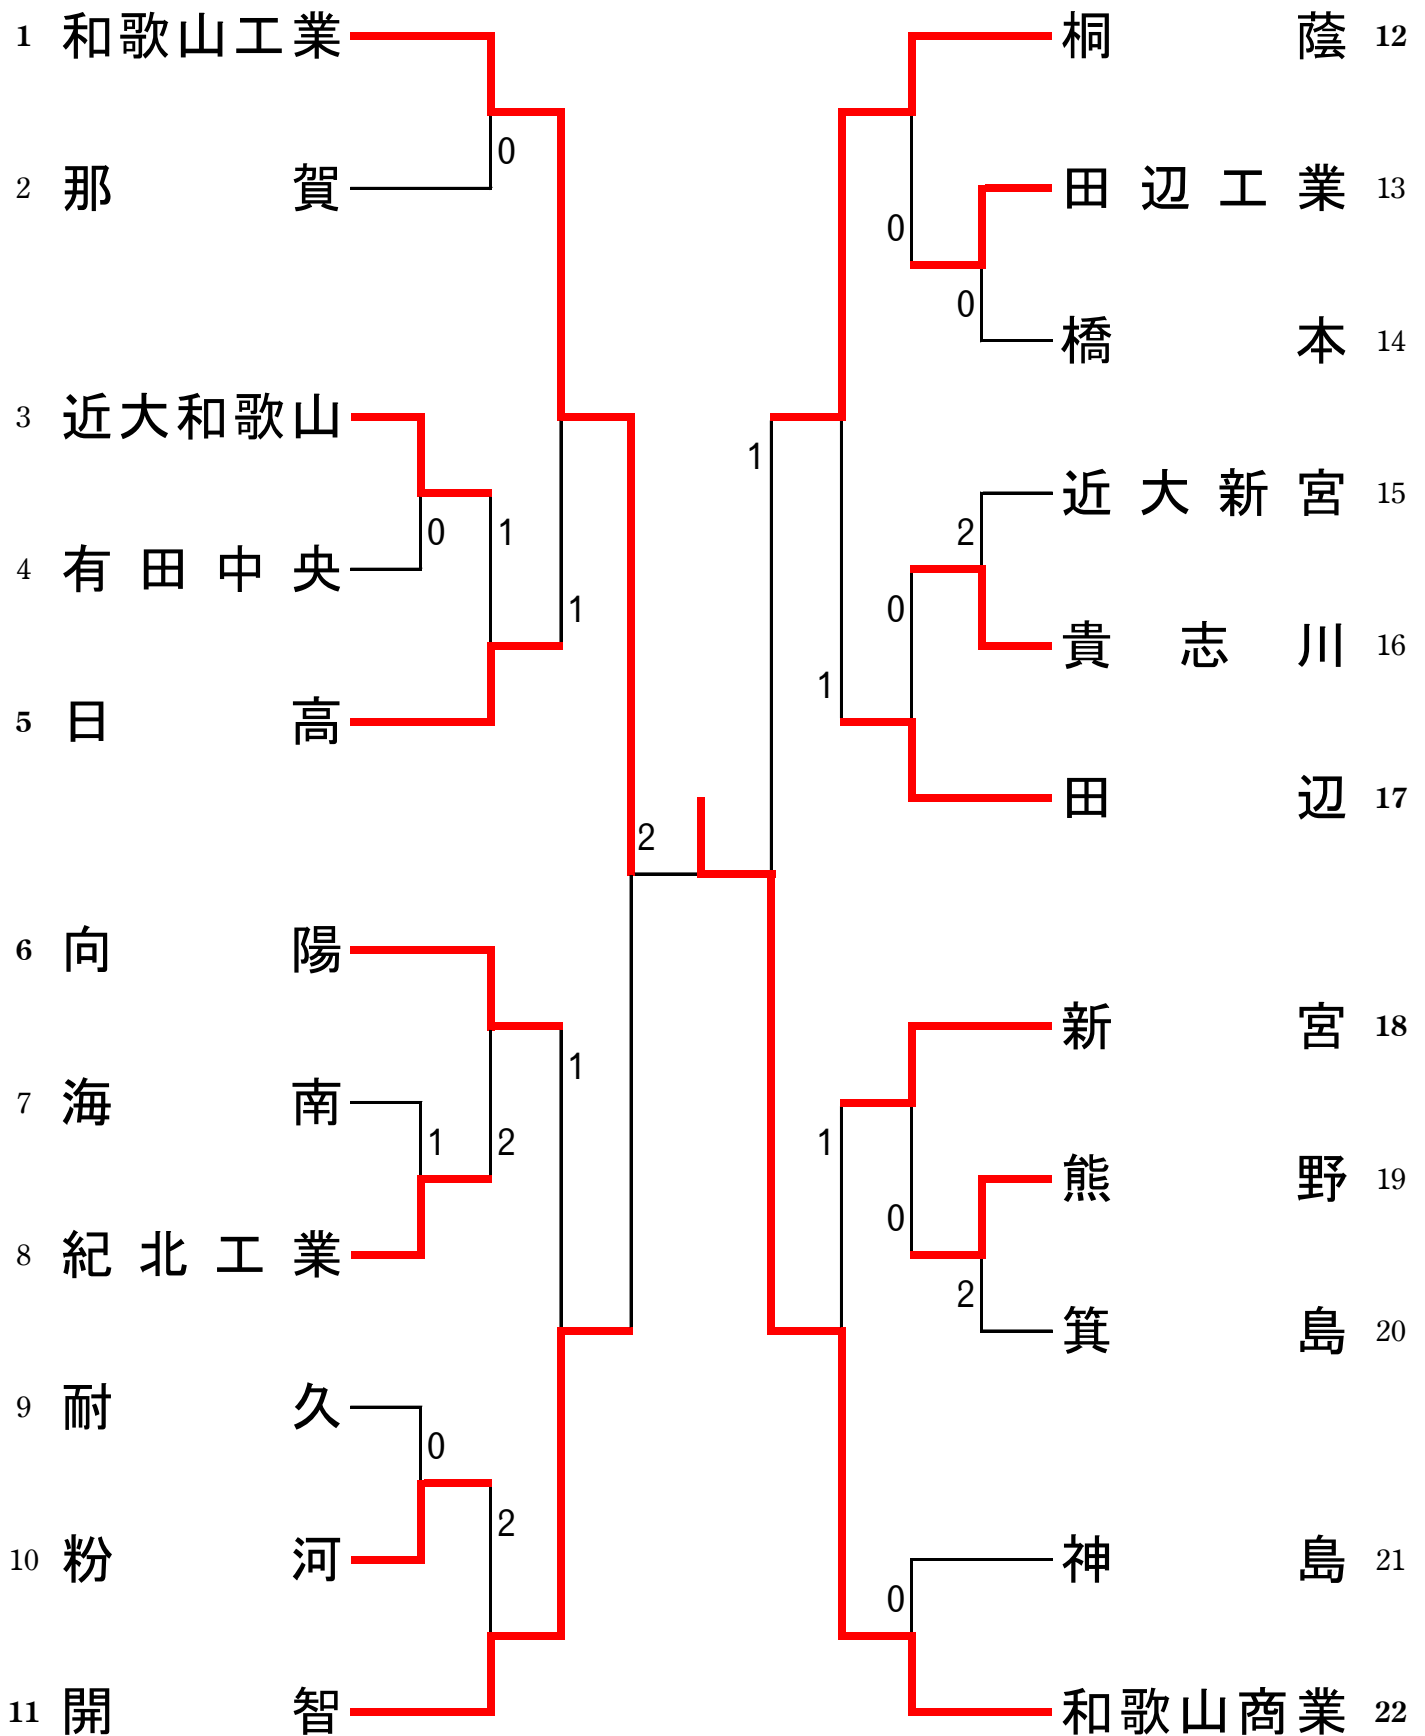 1 和歌山工業
0
2 那賀
3 近大和歌山
0
1
4 有田中央
1
5 日高
2
6 向陽
1
7 海南
1
2
8 紀北工業
9 耐久
0
2
10 粉河
11 開智
桐蔭 12
田辺工業 13
0
0
橋本 14
1
近大新宮 15
2
0
貴志川 16
1
田辺 17
新宮 18
1
熊野 19
0
2
箕島 20
神島 21
0
和歌山商業 22